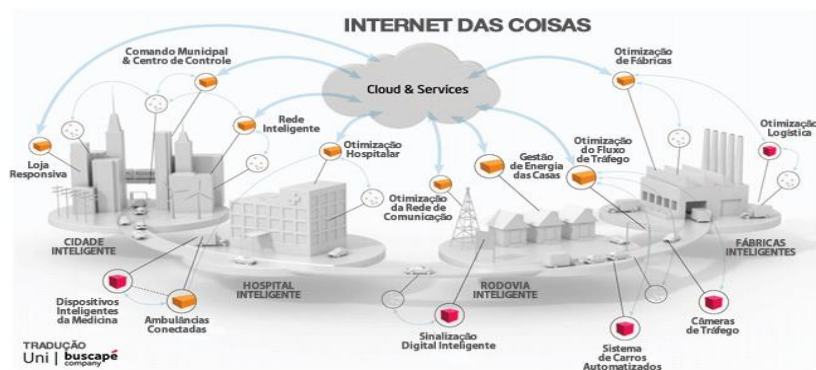 INTERNET DAS COISAS
Comando Municipal
& Centro de Controle
Cloud & Services
Otimização
de Fábricas
Rede
Inteligente
Otimização
Logística
Loja
Responsiva
Otimização
Hospitalar
Gestão
de Energia
das Casas
Otimização
do Fluxo
de Tráfego
Otimização
da Rede de
Comunicação
CIDADE
INTELIGENTE
HOSPITAL
INTELIGENTE
RODOVIA
INTELIGENTE
FÁBRICAS
INTELIGENTES
Dispositivos
Inteligentes
da Medicina
Ambulâncias
Conectadas
Sinalização
Digital Inteligente
Sistema
de Carros
Automatizados
Câmeras
de Tráfego
TRADUÇÃO
Uni | buscapé
company